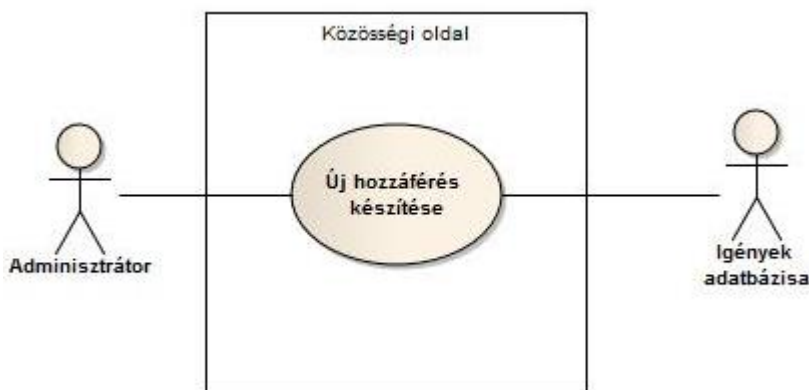 Közösségi oldal
Új hozzáférés
készítése
Adminisztrátor
Igények
adatbázisa